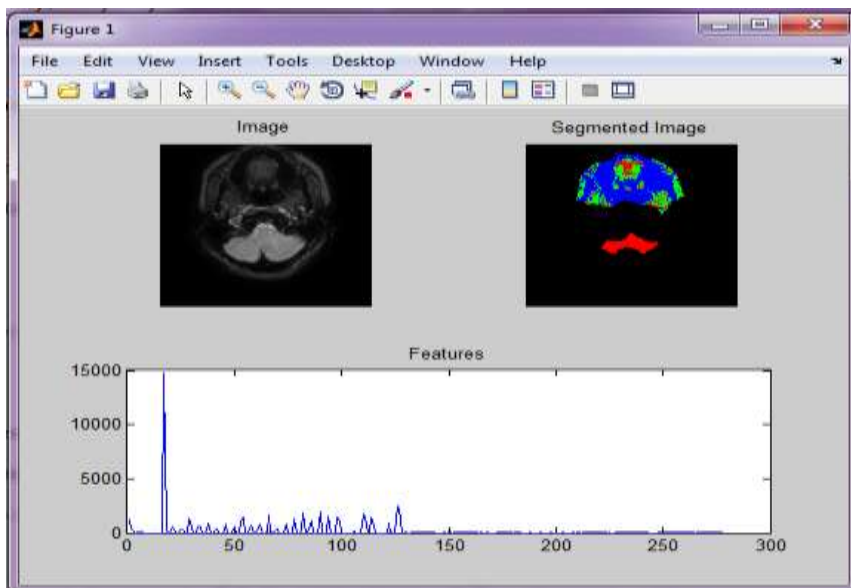 Figure 1
File Edit View Insert Tools Desktop Window Help
Image
Segmented Image
Features
15000
10000
5000
0
0 50 100 150 200 250 300